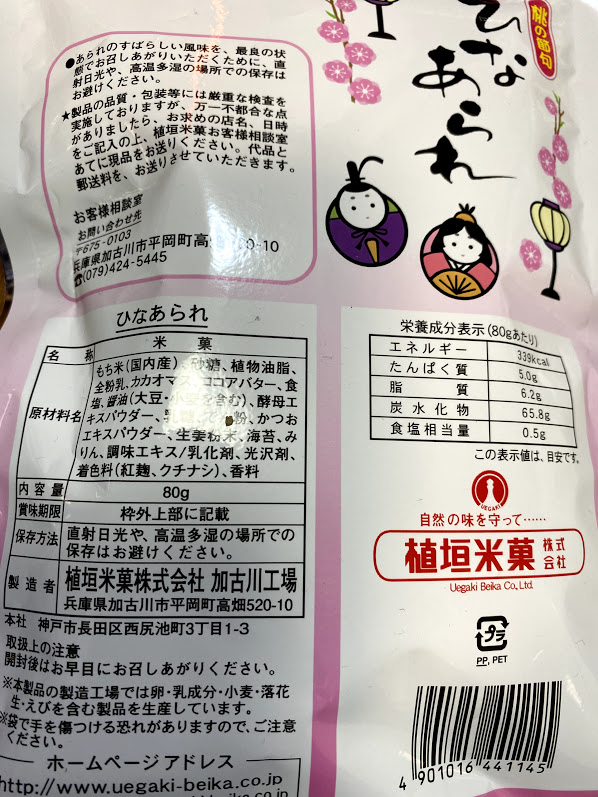 桃の節句
ひな
あられ
●あられのすばらしい風味を、最良の状
態でお召しあがりいただくために、直
射日光や、高温多湿の場所での保存は
お避けください。
★製品の品質・包装等には厳重な検査を
実施しておりますが、万一不都合な点
がありましたら、お求めの店名、日時
をご記入の上、植垣米菓お客様相談室
あてに現品をお送りください。代品と
郵送料を、お送りさせていただきます。
お客様相談室
お問い合わせ先
〒675-0103
兵庫県加古川市平岡町高
0-10
☎(079)424-5445
ひなあられ
名 称 米 菓
原材料名
もち米(国内産)、砂糖、植物油脂、
全粉乳、カカオマス、ココアバター、食
塩、醤油(大豆・小麦を含む)、酵母エ
キスパウダー、
粉、かつお
エキスパウダー、生姜粉末、海苔、み
りん、調味エキス/乳化剤、光沢剤、
着色料(紅麹、クチナシ)、香料
内容量 80g
賞味期限 枠外上部に記載
保存方法 直射日光や、高温多湿の場所での
保存はお避けください。
製造者 植垣米菓株式会社 加古川工場
兵庫県加古川市平岡町高畑520-10
本社 神戸市長田区西尻池町3丁目1-3
取扱上の注意
開封後はお早目にお召しあがりください。
※本製品の製造工場では卵・乳成分・小麦・落花
生・えびを含む製品を生産しています。
※袋で手を傷つける恐れがありますので、ご注意
ください。
ホームページアドレス
http://www.uegaki-beika.co.jp
栄養成分表示(80gあたり)
エネルギー 339kcal
たんぱく質 5.0g
脂質 6.2g
炭水化物 65.8g
食塩相当量 0.5g
この表示値は、目安です。
UEGAKI
自然の味を守って……
植垣米菓株式会社
Uegaki Beika Co., Ltd.
プラ
PP, PET
4 901016 441145